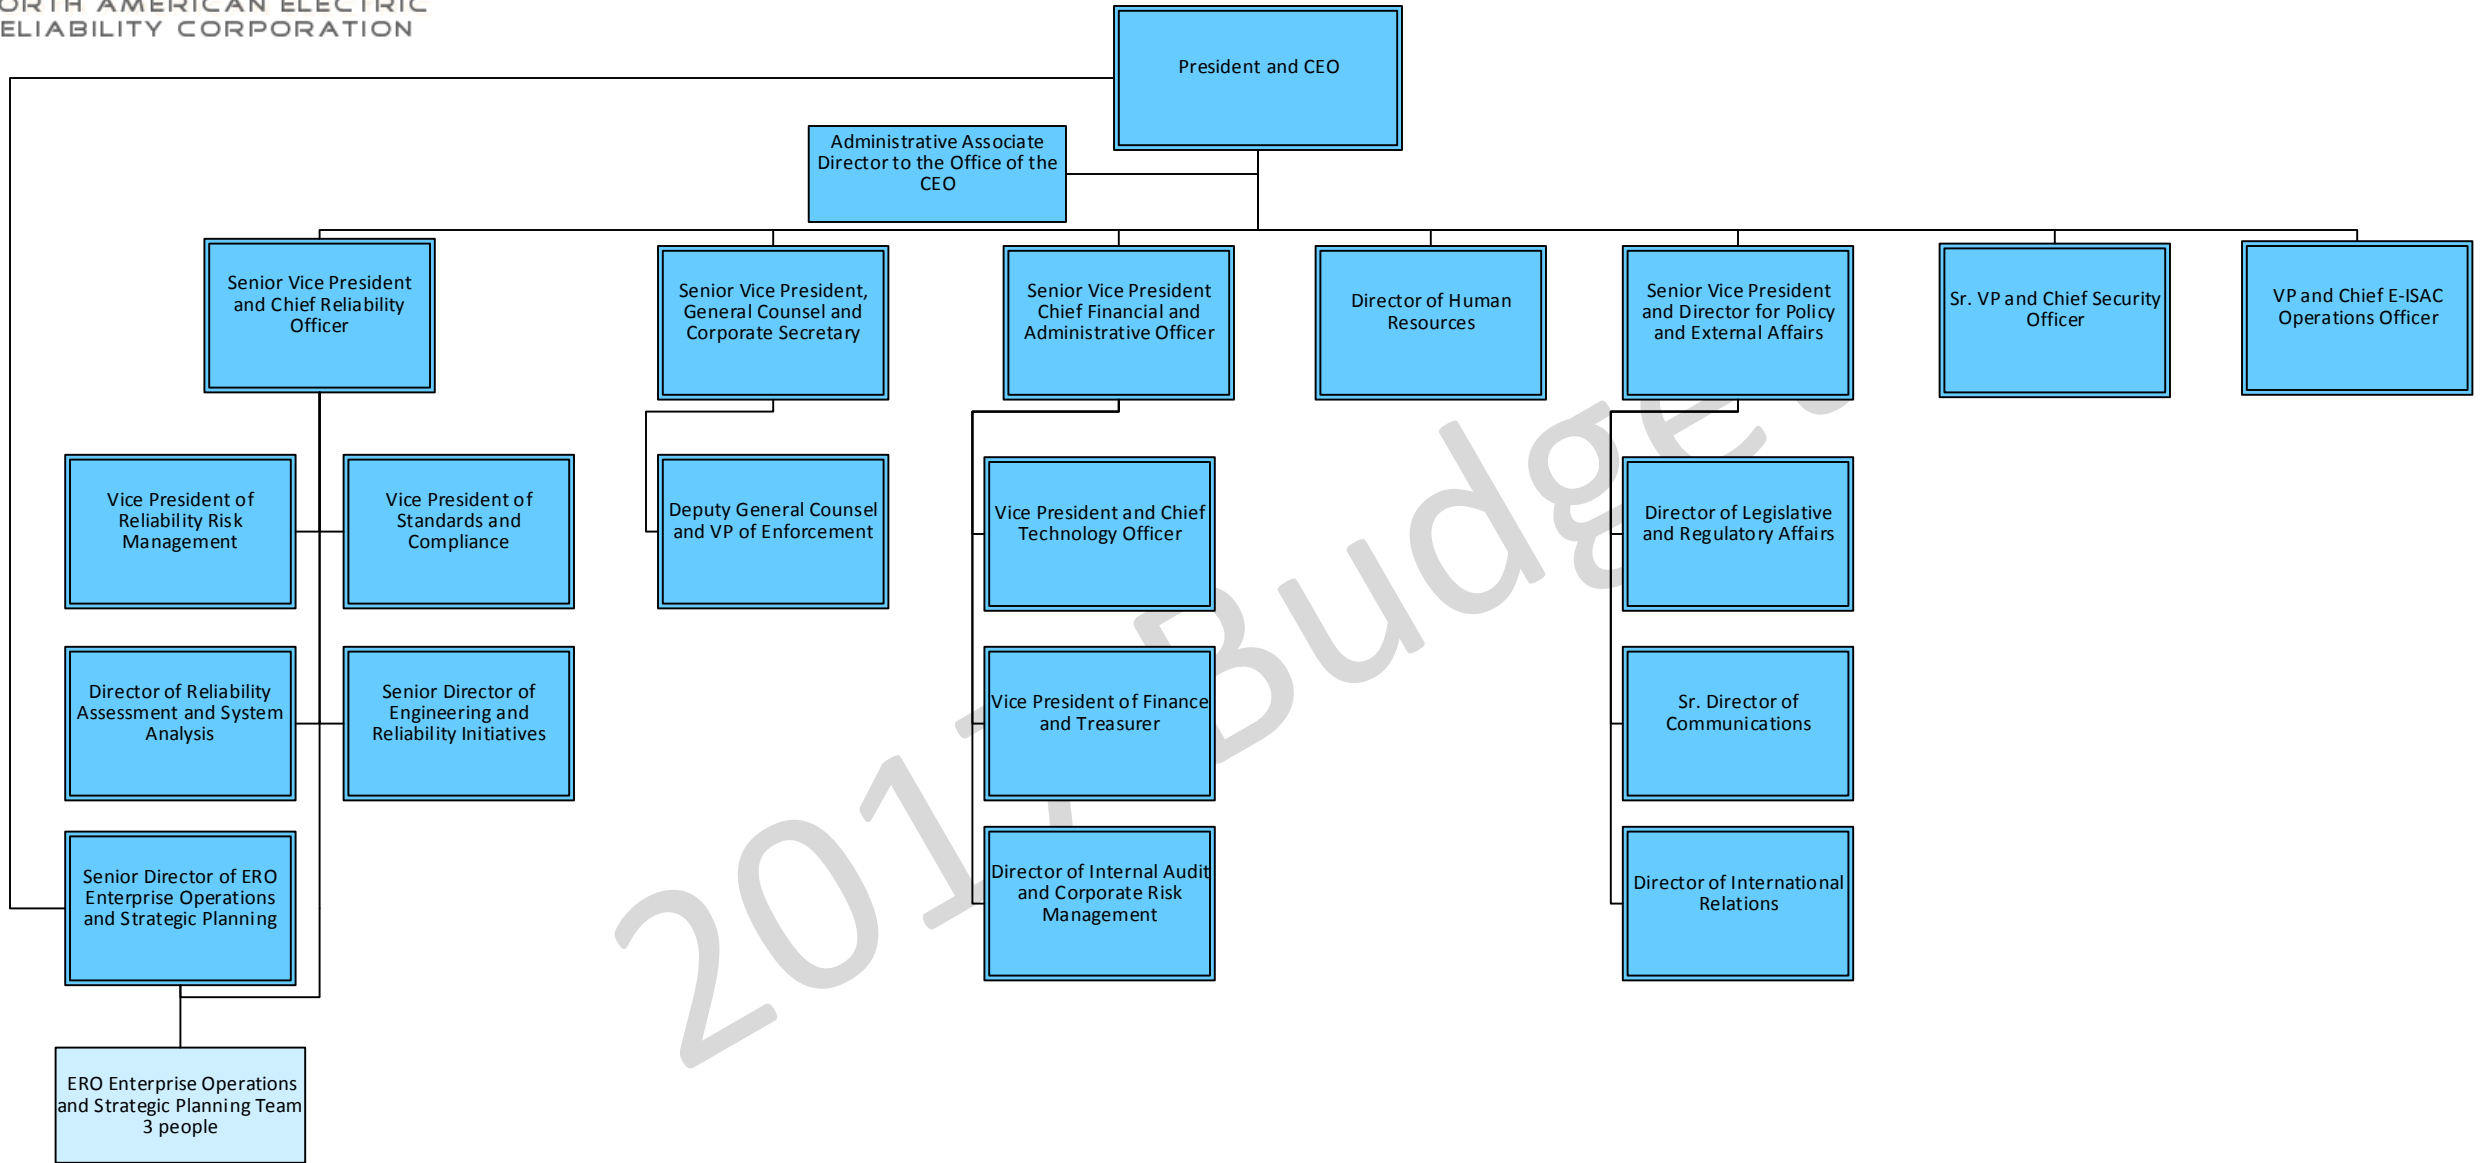 ORTH AMERICAN ELECTRIC
ELIABILITY CORPORATION
President and CEO
Administrative Associate
Director to the Office of the
CEO
Senior Vice President
and Chief Reliability
Officer
Senior Vice President,
General Counsel and
Corporate Secretary
Senior Vice President
Chief Financial and
Administrative Officer
Director of Human
Resources
Senior Vice President
and Director for Policy
and External Affairs
Sr. VP and Chief Security
Officer
VP and Chief E-ISAC
Operations Officer
Vice President of
Reliability Risk
Management
Vice President of
Standards and
Compliance
Deputy General Counsel
and VP of Enforcement
Vice President and Chief
Technology Officer
Director of Legislative
and Regulatory Affairs
Director of Reliability
Assessment and System
Analysis
Senior Director of
Engineering and
Reliability Initiatives
Vice President of Finance
and Treasurer
Sr. Director of
Communications
Senior Director of ERO
Enterprise Operations
and Strategic Planning
Director of Internal Audit
and Corporate Risk
Management
Director of International
Relations
ERO Enterprise Operations
and Strategic Planning Team
3 people
2017 Budget